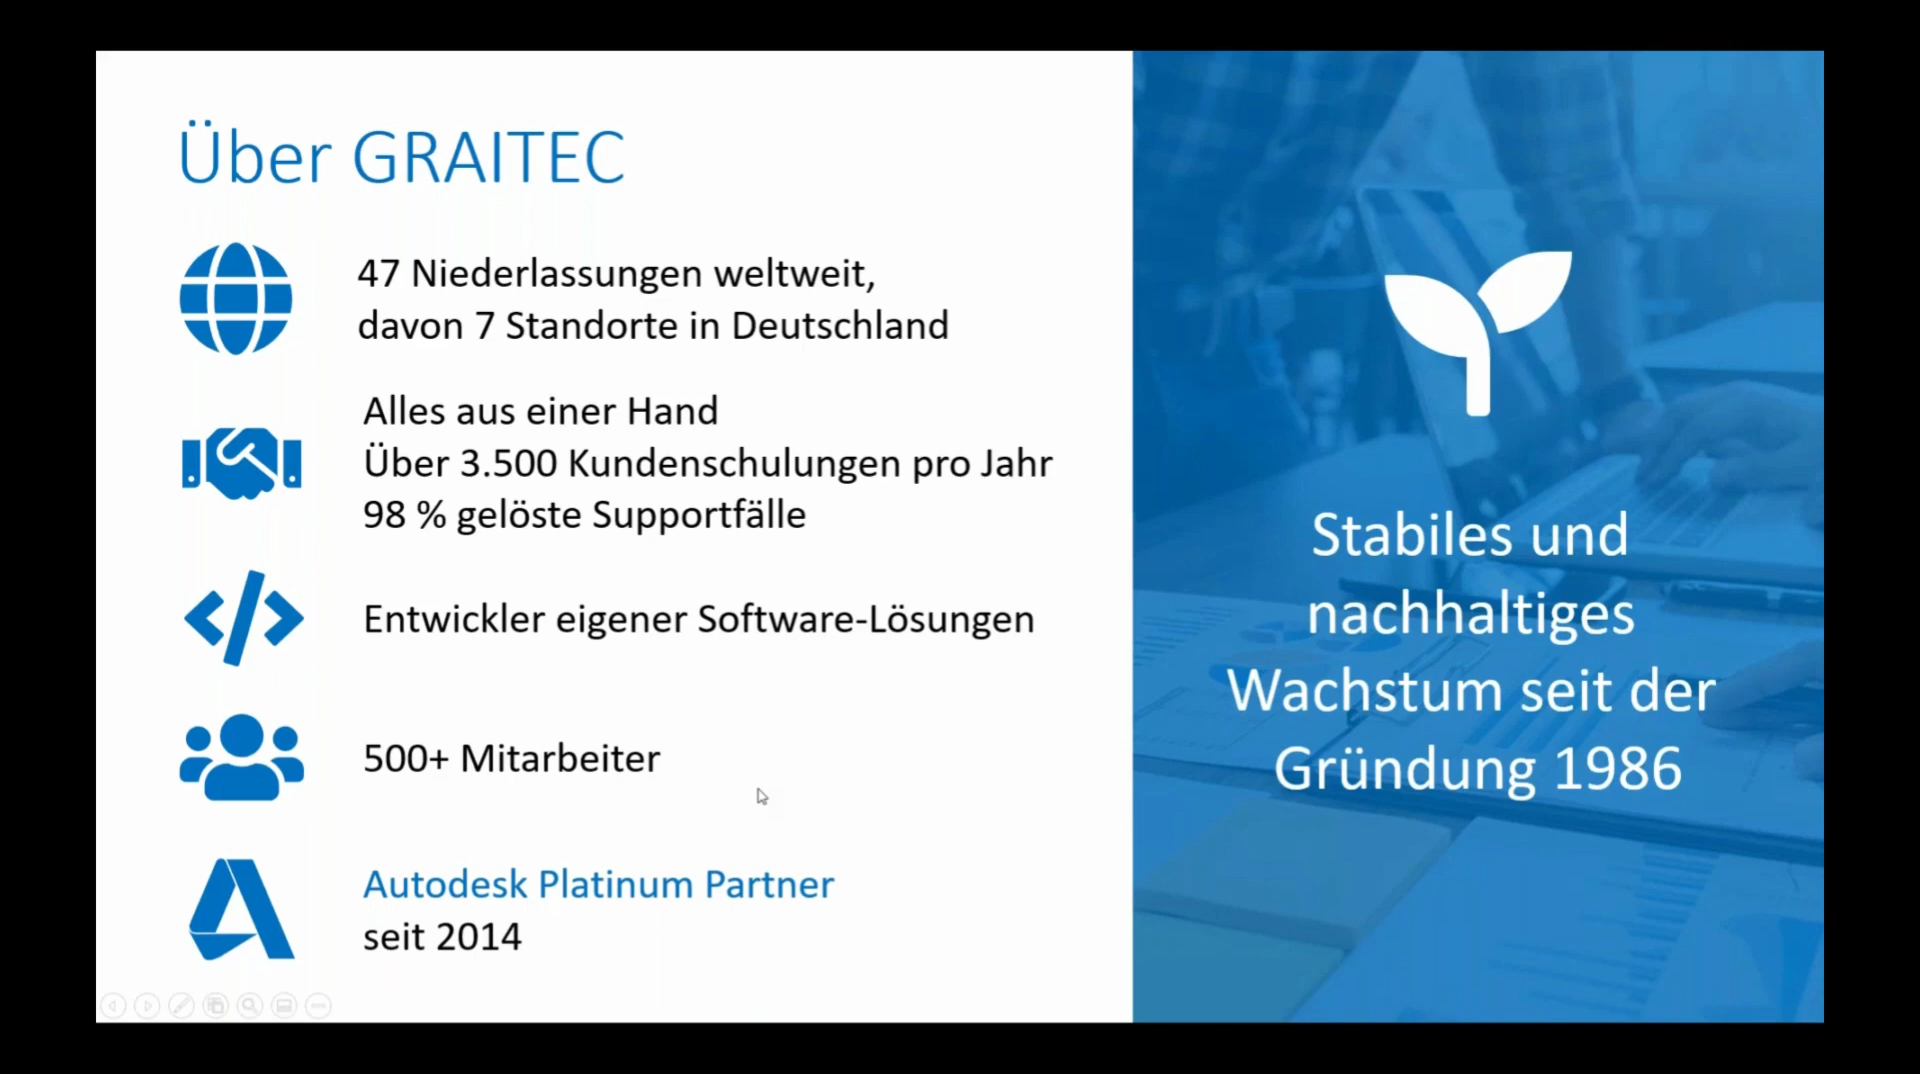 Über GRAITEC
47 Niederlassungen weltweit,
davon 7 Standorte in Deutschland
Alles aus einer Hand
Über 3.500 Kundenschulungen pro Jahr
98 % gelöste Supportfälle
Entwickler eigener Software-Lösungen
500+ Mitarbeiter
Autodesk Platinum Partner
seit 2014
Stabiles und
nachhaltiges
Wachstum seit der
Gründung 1986